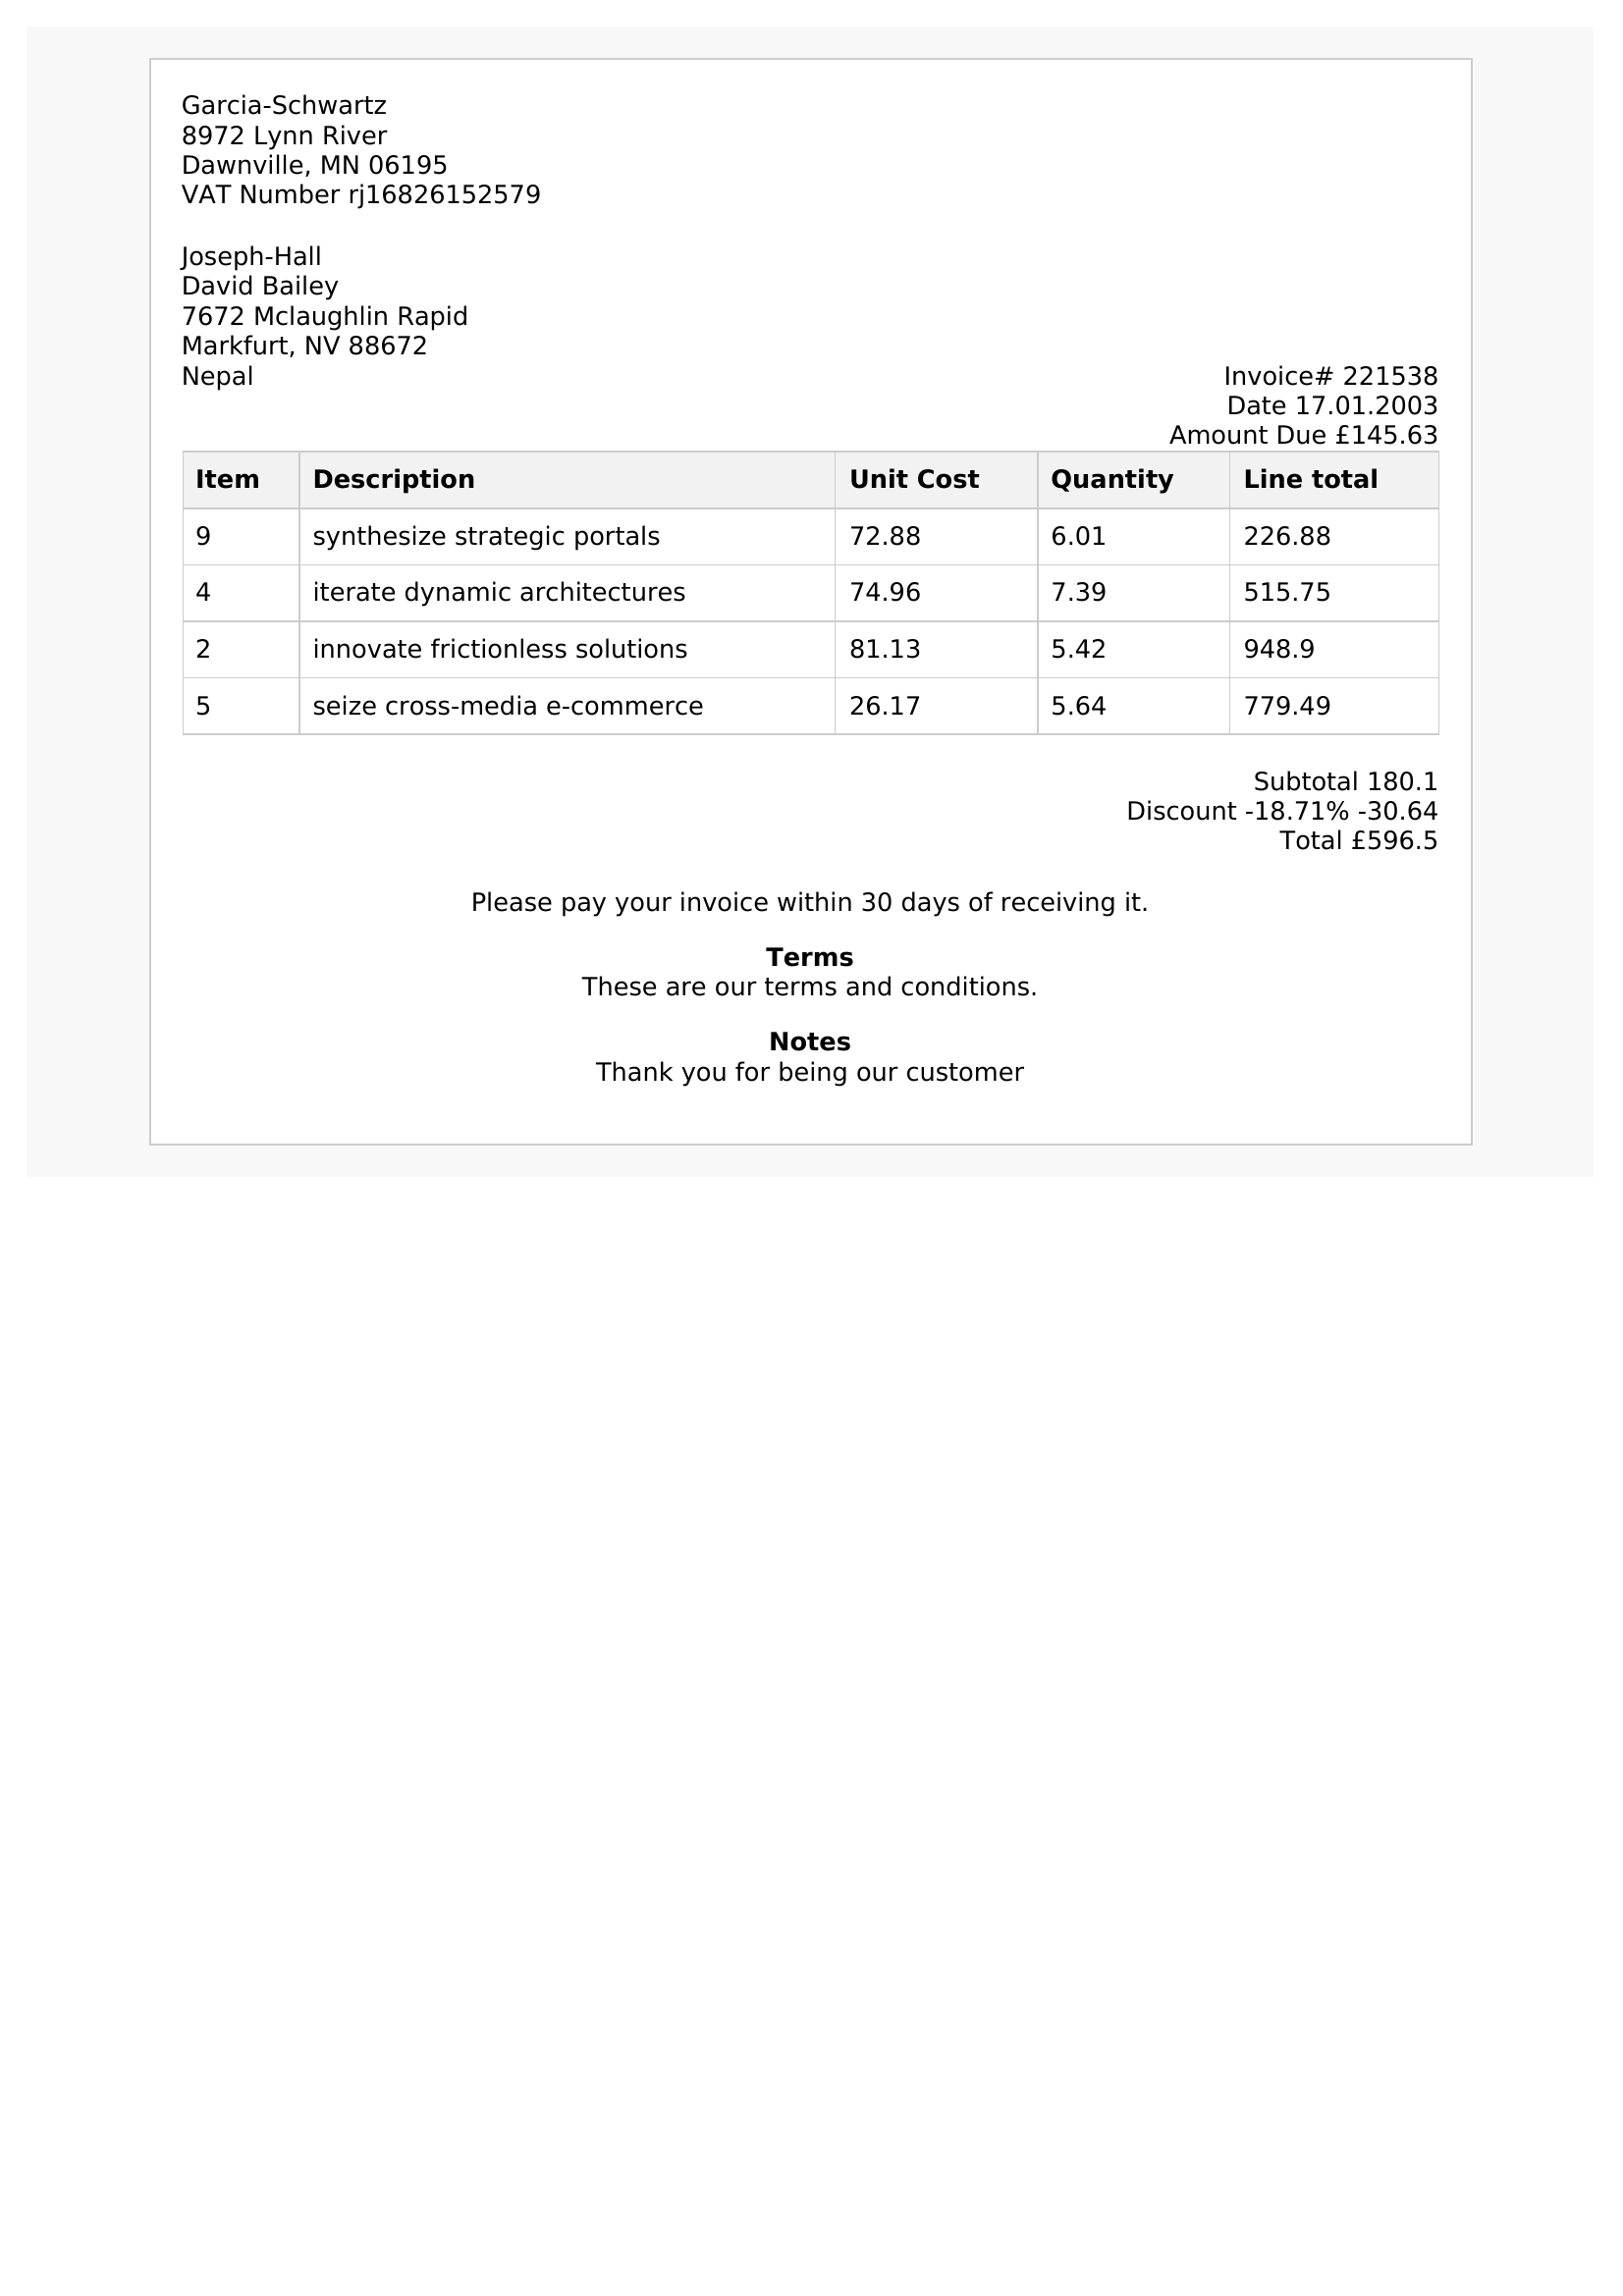 Garcia-Schwartz
8972 Lynn River
Dawnville, MN 06195
VAT Number rj16826152579
Joseph-Hall
David Bailey
7672 Mclaughlin Rapid
Markfurt, NV 88672
Nepal
Invoice# 221538
Date 17.01.2003
Amount Due £145.63
Item Description Unit Cost Quantity Line total
9 synthesize strategic portals 72.88 6.01 226.88
4 iterate dynamic architectures 74.96 7.39 515.75
2 innovate frictionless solutions 81.13 5.42 948.9
5 seize cross-media e-commerce 26.17 5.64 779.49
Subtotal 180.1
Discount -18.71% -30.64
Total £596.5
Please pay your invoice within 30 days of receiving it.
Terms
These are our terms and conditions.
Notes
Thank you for being our customer